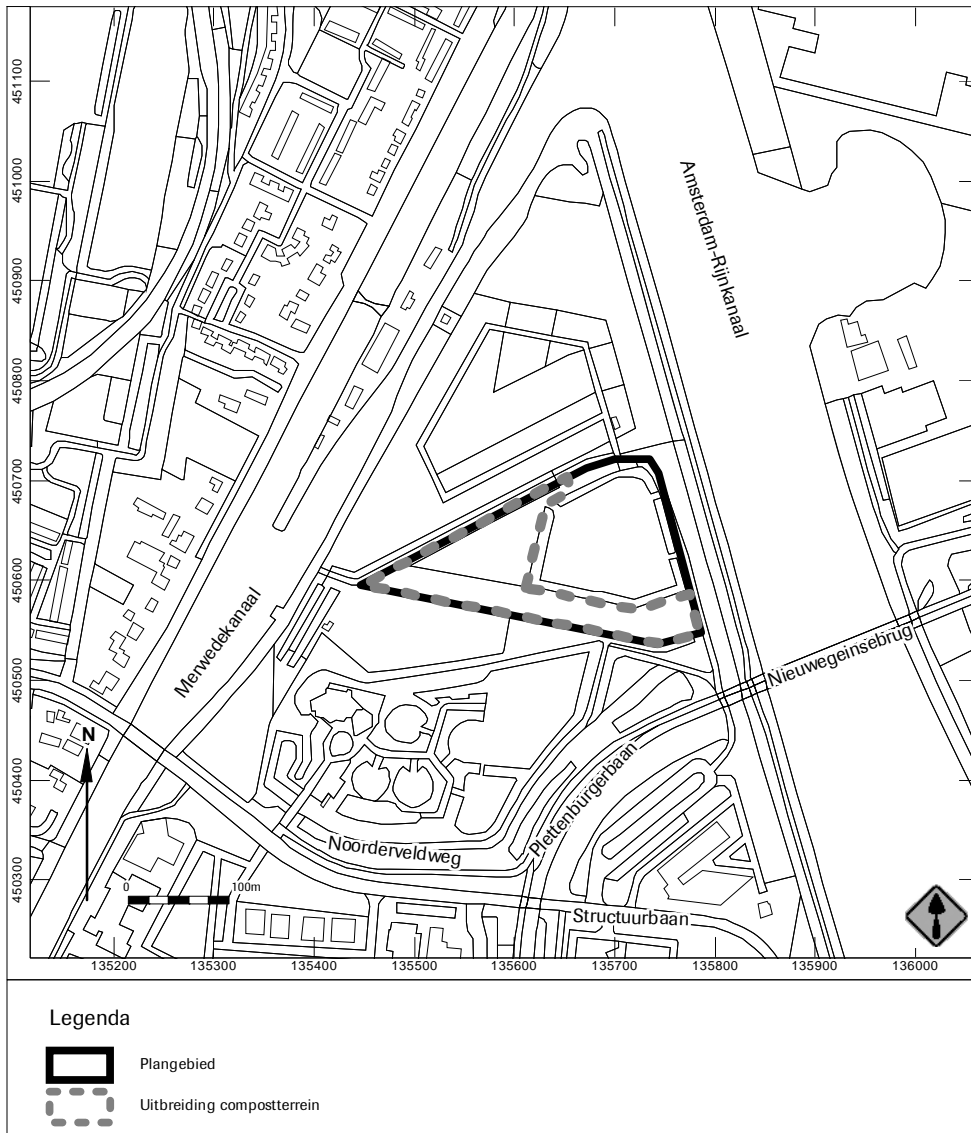 451100
451000
450900
450800
450700
450600
450500
450400
450300
Amsterdam-Rijnkanaal
Merwedekanaal
Nieuwegeinsebrug
Plettenburgerbaan
Noorderveldweg
Structuurbaan
N
0 100m
135200 135300 135400 135500 135600 135700 135800 135900 136000
Legenda
Plangebied
Uitbreiding compostterrein